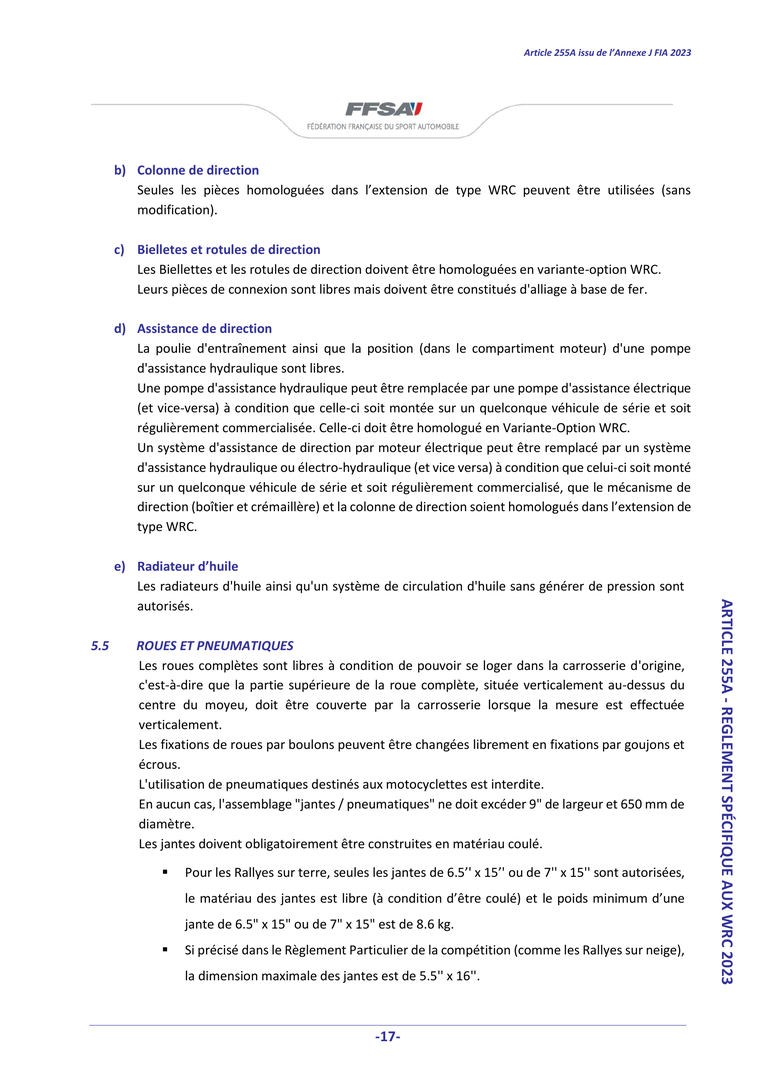 Article 255A issu de l'Annexe J FIA 2023
FFSA
FÉDÉRATION FRANÇAISE DU SPORT AUTOMOBILE
b) Colonne de direction
Seules les pièces homologuées dans l'extension de type WRC peuvent être utilisées (sans
modification).
c) Bielletes et rotules de direction
Les Biellettes et les rotules de direction doivent être homologuées en variante-option WRC.
Leurs pièces de connexion sont libres mais doivent être constitués d'alliage à base de fer.
d) Assistance de direction
La poulie d'entraînement ainsi que la position (dans le compartiment moteur) d'une pompe
d'assistance hydraulique sont libres.
Une pompe d'assistance hydraulique peut être remplacée par une pompe d'assistance électrique
(et vice-versa) à condition que celle-ci soit montée sur un quelconque véhicule de série et soit
régulièrement commercialisée. Celle-ci doit être homologué en Variante-Option WRC.
Un système d'assistance de direction par moteur électrique peut être remplacé par un système
d'assistance hydraulique ou électro-hydraulique (et vice versa) à condition que celui-ci soit monté
sur un quelconque véhicule de série et soit régulièrement commercialisé, que le mécanisme de
direction (boîtier et crémaillère) et la colonne de direction soient homologués dans l'extension de
type WRC.
e) Radiateur d'huile
Les radiateurs d'huile ainsi qu'un système de circulation d'huile sans générer de pression sont
autorisés.
5.5 ROUES ET PNEUMATIQUES
Les roues complètes sont libres à condition de pouvoir se loger dans la carrosserie d'origine,
c'est-à-dire que la partie supérieure de la roue complète, située verticalement au-dessus du
centre du moyeu, doit être couverte par la carrosserie lorsque la mesure est effectuée
verticalement.
Les fixations de roues par boulons peuvent être changées librement en fixations par goujons et
écrous.
L'utilisation de pneumatiques destinés aux motocyclettes est interdite.
En aucun cas, l'assemblage "jantes / pneumatiques" ne doit excéder 9" de largeur et 650 mm de
diamètre.
Les jantes doivent obligatoirement être construites en matériau coulé.
▪ Pour les Rallyes sur terre, seules les jantes de 6.5'' x 15'' ou de 7'' x 15'' sont autorisées,
le matériau des jantes est libre (à condition d'être coulé) et le poids minimum d'une
jante de 6.5" x 15" ou de 7" x 15" est de 8.6 kg.
▪ Si précisé dans le Règlement Particulier de la compétition (comme les Rallyes sur neige),
la dimension maximale des jantes est de 5.5'' x 16''.
ARTICLE 255A - REGLEMENT SPÉCIFIQUE AUX WRC 2023
-17-